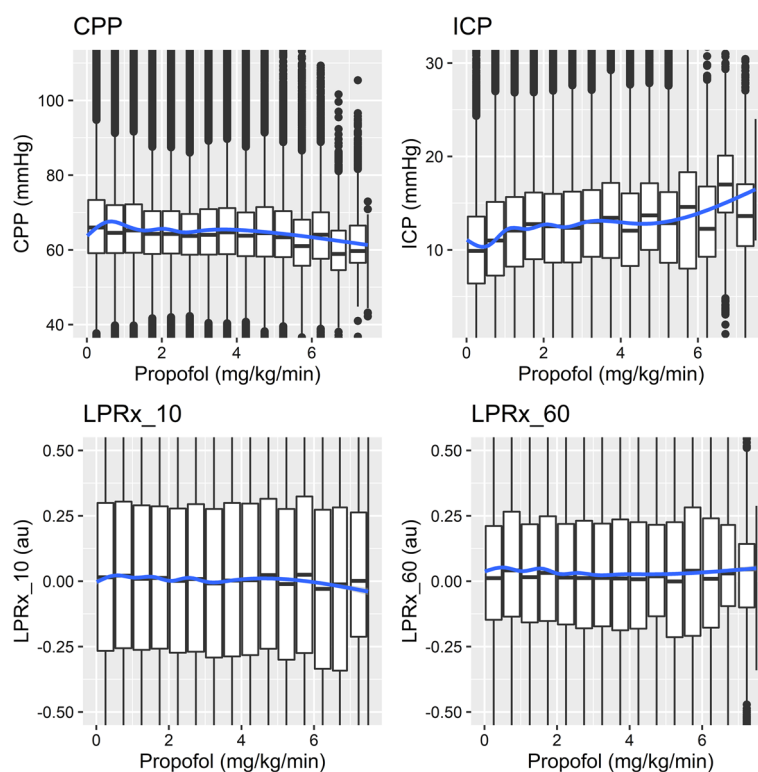 CPP
ICP
CPP (mmHg)
100
80
60
40
0 2 4 6
Propofol (mg/kg/min)
ICP (mmHg)
30
20
10
0 2 4 6
Propofol (mg/kg/min)
LPRx_10
LPRx_60
LPRx_10 (au)
0.50
0.25
0.00
-0.25
-0.50
0 2 4 6
Propofol (mg/kg/min)
LPRx_60 (au)
0.50
0.25
0.00
-0.25
-0.50
0 2 4 6
Propofol (mg/kg/min)